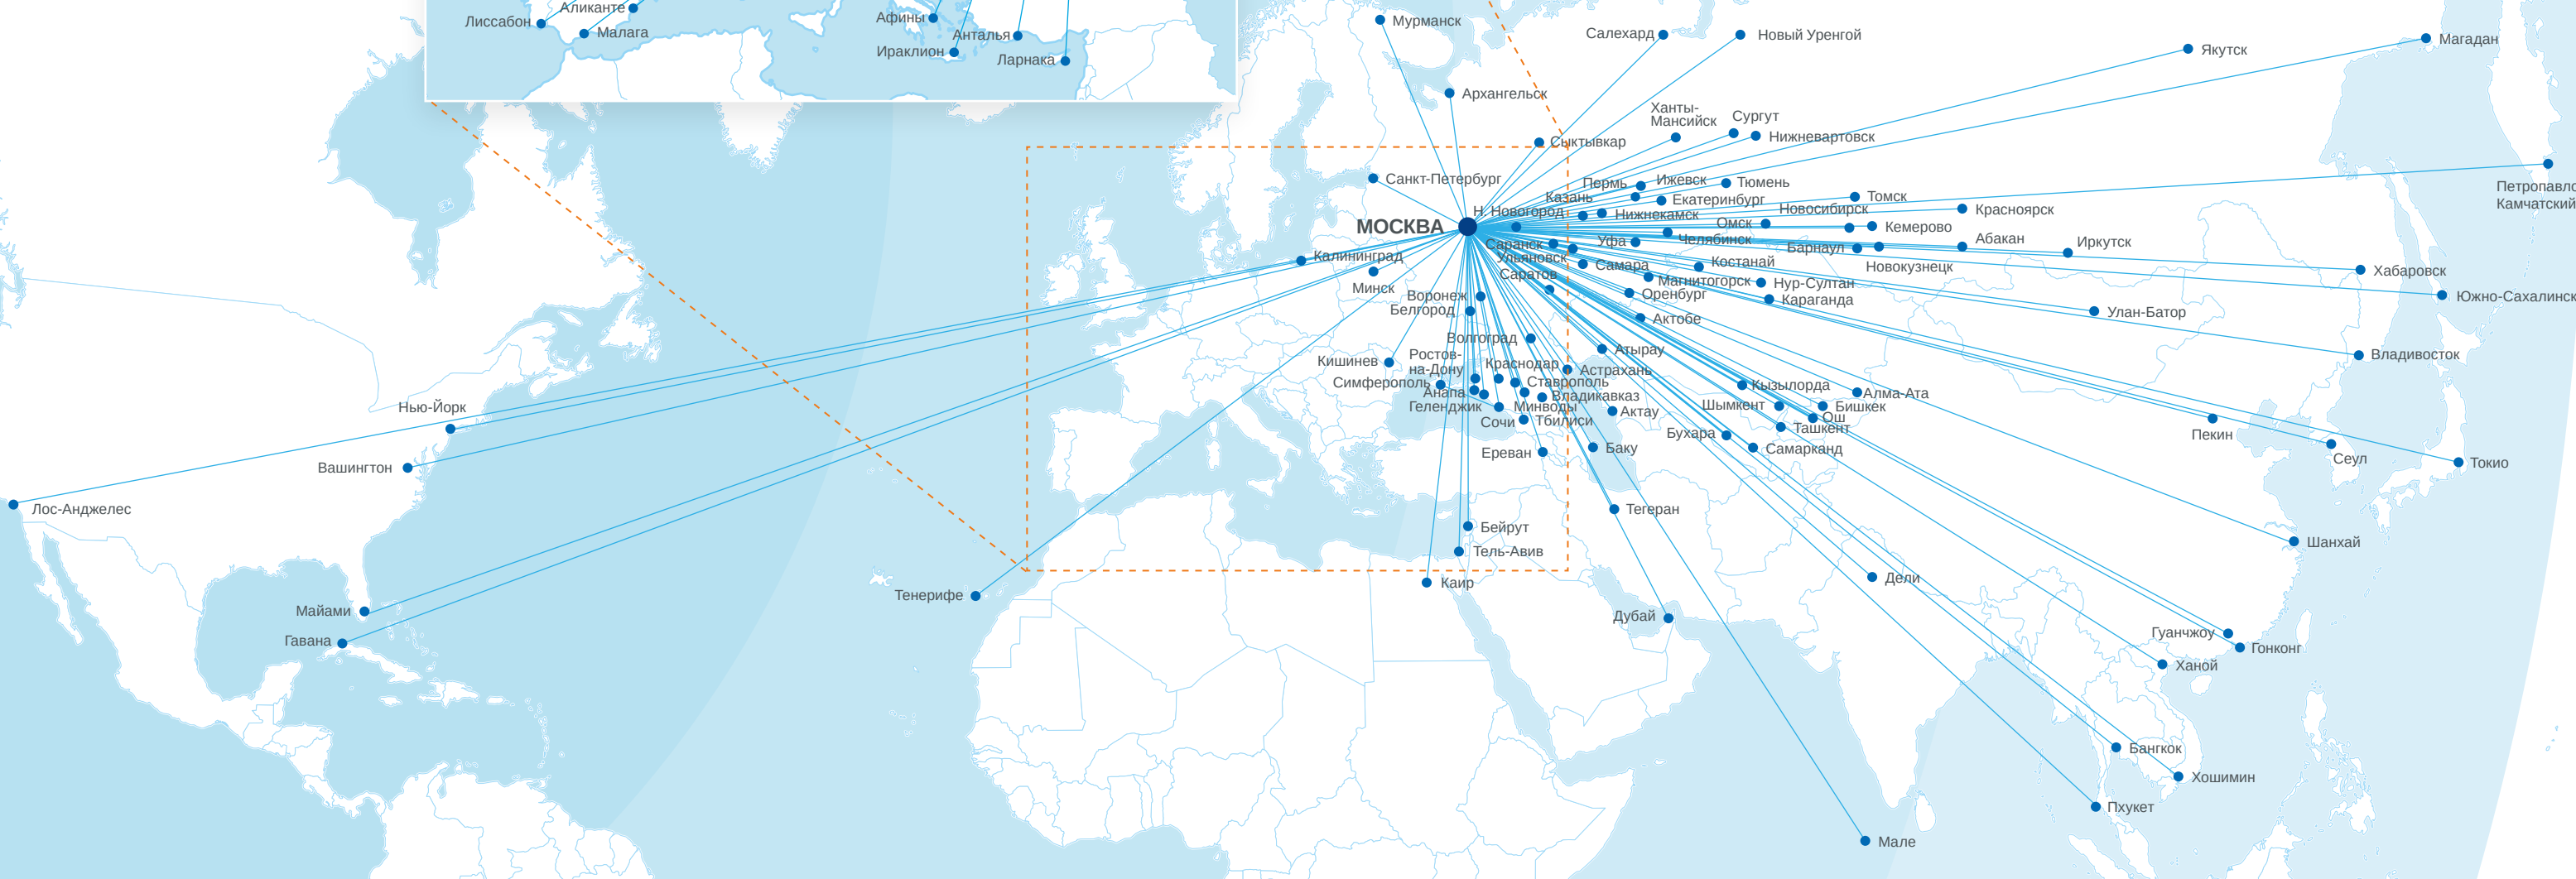 Лиссабон
Аликанте
Малага
Афины
Ираклион
Анталья
Ларнака
Мурманск
Салехард
Новый Уренгой
Якутск
Магадан
Архангельск
Ханты-
Мансийск
Сургут
Нижневартовск
Сыктывкар
Санкт-Петербург
Пермь
Ижевск
Тюмень
Казань
Екатеринбург
Томск
Петропавло
Камчатский
Н. Новгород
Нижнекамск
Новосибирск
Красноярск
МОСКВА
Омск
Кемерово
Саранск
Уфа
Челябинск
Барнаул
Абакан
Иркутск
Калининград
Ульяновск
Самара
Костанай
Новокузнецк
Хабаровск
Минск
Саратов
Магнитогорск
Нур-Султан
Воронеж
Оренбург
Караганда
Южно-Сахалинск
Белгород
Актобе
Улан-Батор
Волгоград
Атырау
Владивосток
Кишинев
Ростов-
на-Дону
Краснодар
Астрахань
Симферополь
Ставрополь
Кызылорда
Анапа
Владикавказ
Алма-Ата
Геленджик
Минводы
Актау
Шымкент
Бишкек
Ош
Сочи
Тбилиси
Ташкент
Бухара
Пекин
Ереван
Баку
Самарканд
Сеул
Токио
Нью-Йорк
Вашингтон
Лос-Анджелес
Тегеран
Бейрут
Тель-Авив
Шанхай
Каир
Дели
Тенерифе
Майами
Гавана
Дубай
Гуанчжоу
Гонконг
Ханой
Бангкок
Хошимин
Пхукет
Мале